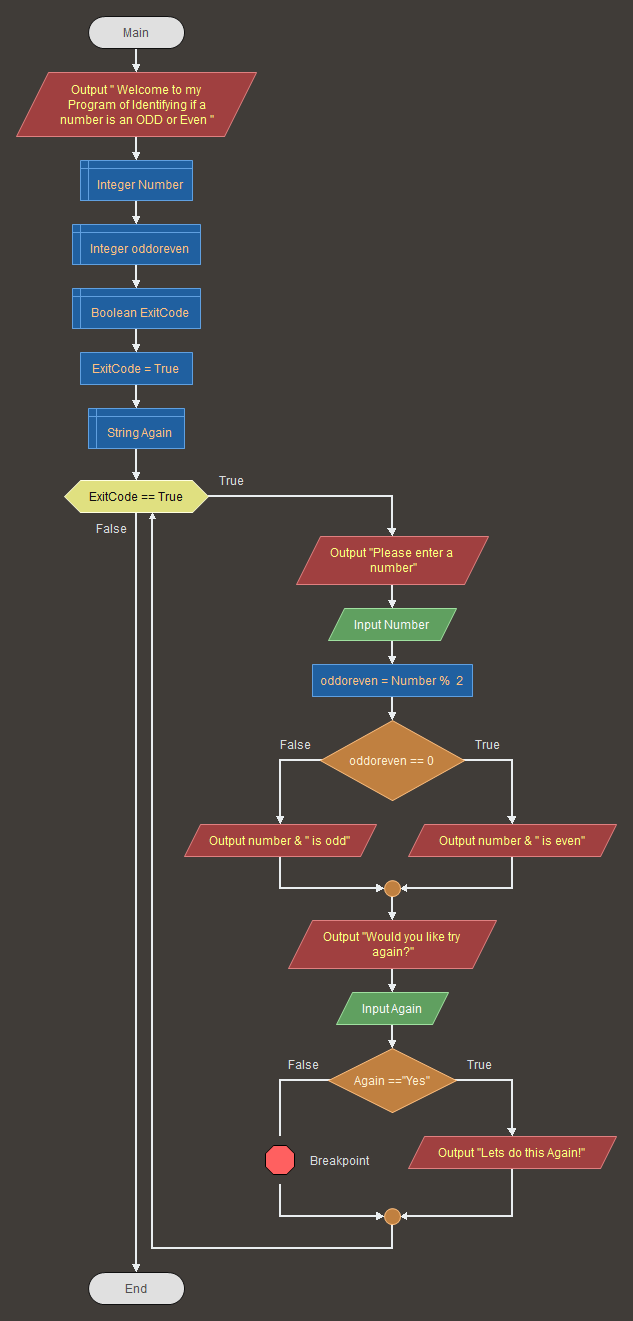 Main
Output " Welcome to my
Program of Identifying if a
number is an ODD or Even "
Integer Number
Integer oddoreven
Boolean ExitCode
ExitCode = True
String Again
ExitCode == True
True
False
Output "Please enter a
number"
Input Number
oddoreven = Number % 2
False
True
oddoreven == 0
Output number & " is odd"
Output number & " is even"
Output "Would you like try
again?"
Input Again
False
True
Again =="Yes"
Breakpoint
Output "Lets do this Again!"
End